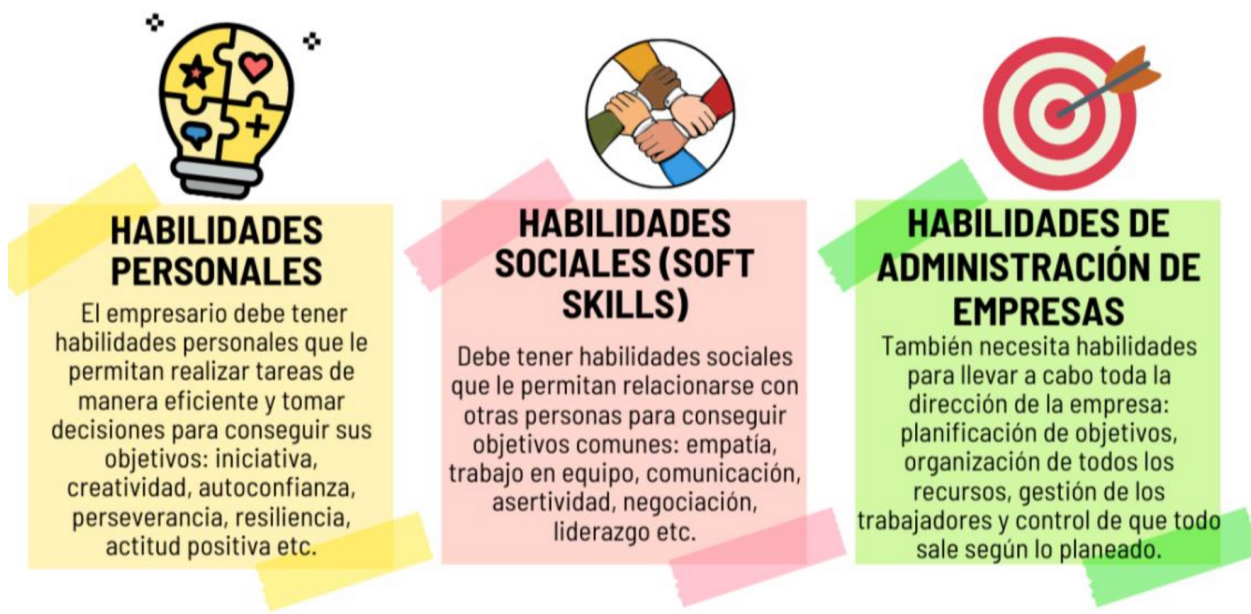 HABILIDADES
PERSONALES
El empresario debe tener
habilidades personales que le
permitan realizar tareas de
manera eficiente y tomar
decisiones para conseguir sus
objetivos: iniciativa,
creatividad, autoconfianza,
perseverancia, resiliencia,
actitud positiva etc.
HABILIDADES
SOCIALES (SOFT
SKILLS)
Debe tener habilidades sociales
que le permitan relacionarse con
otras personas para conseguir
objetivos comunes: empatía,
trabajo en equipo, comunicación,
asertividad, negociación,
liderazgo etc.
HABILIDADES DE
ADMINISTRACIÓN DE
EMPRESAS
También necesita habilidades
para llevar a cabo toda la
dirección de la empresa:
planificación de objetivos,
organización de todos los
recursos, gestión de los
trabajadores y control de que todo
sale según lo planeado.